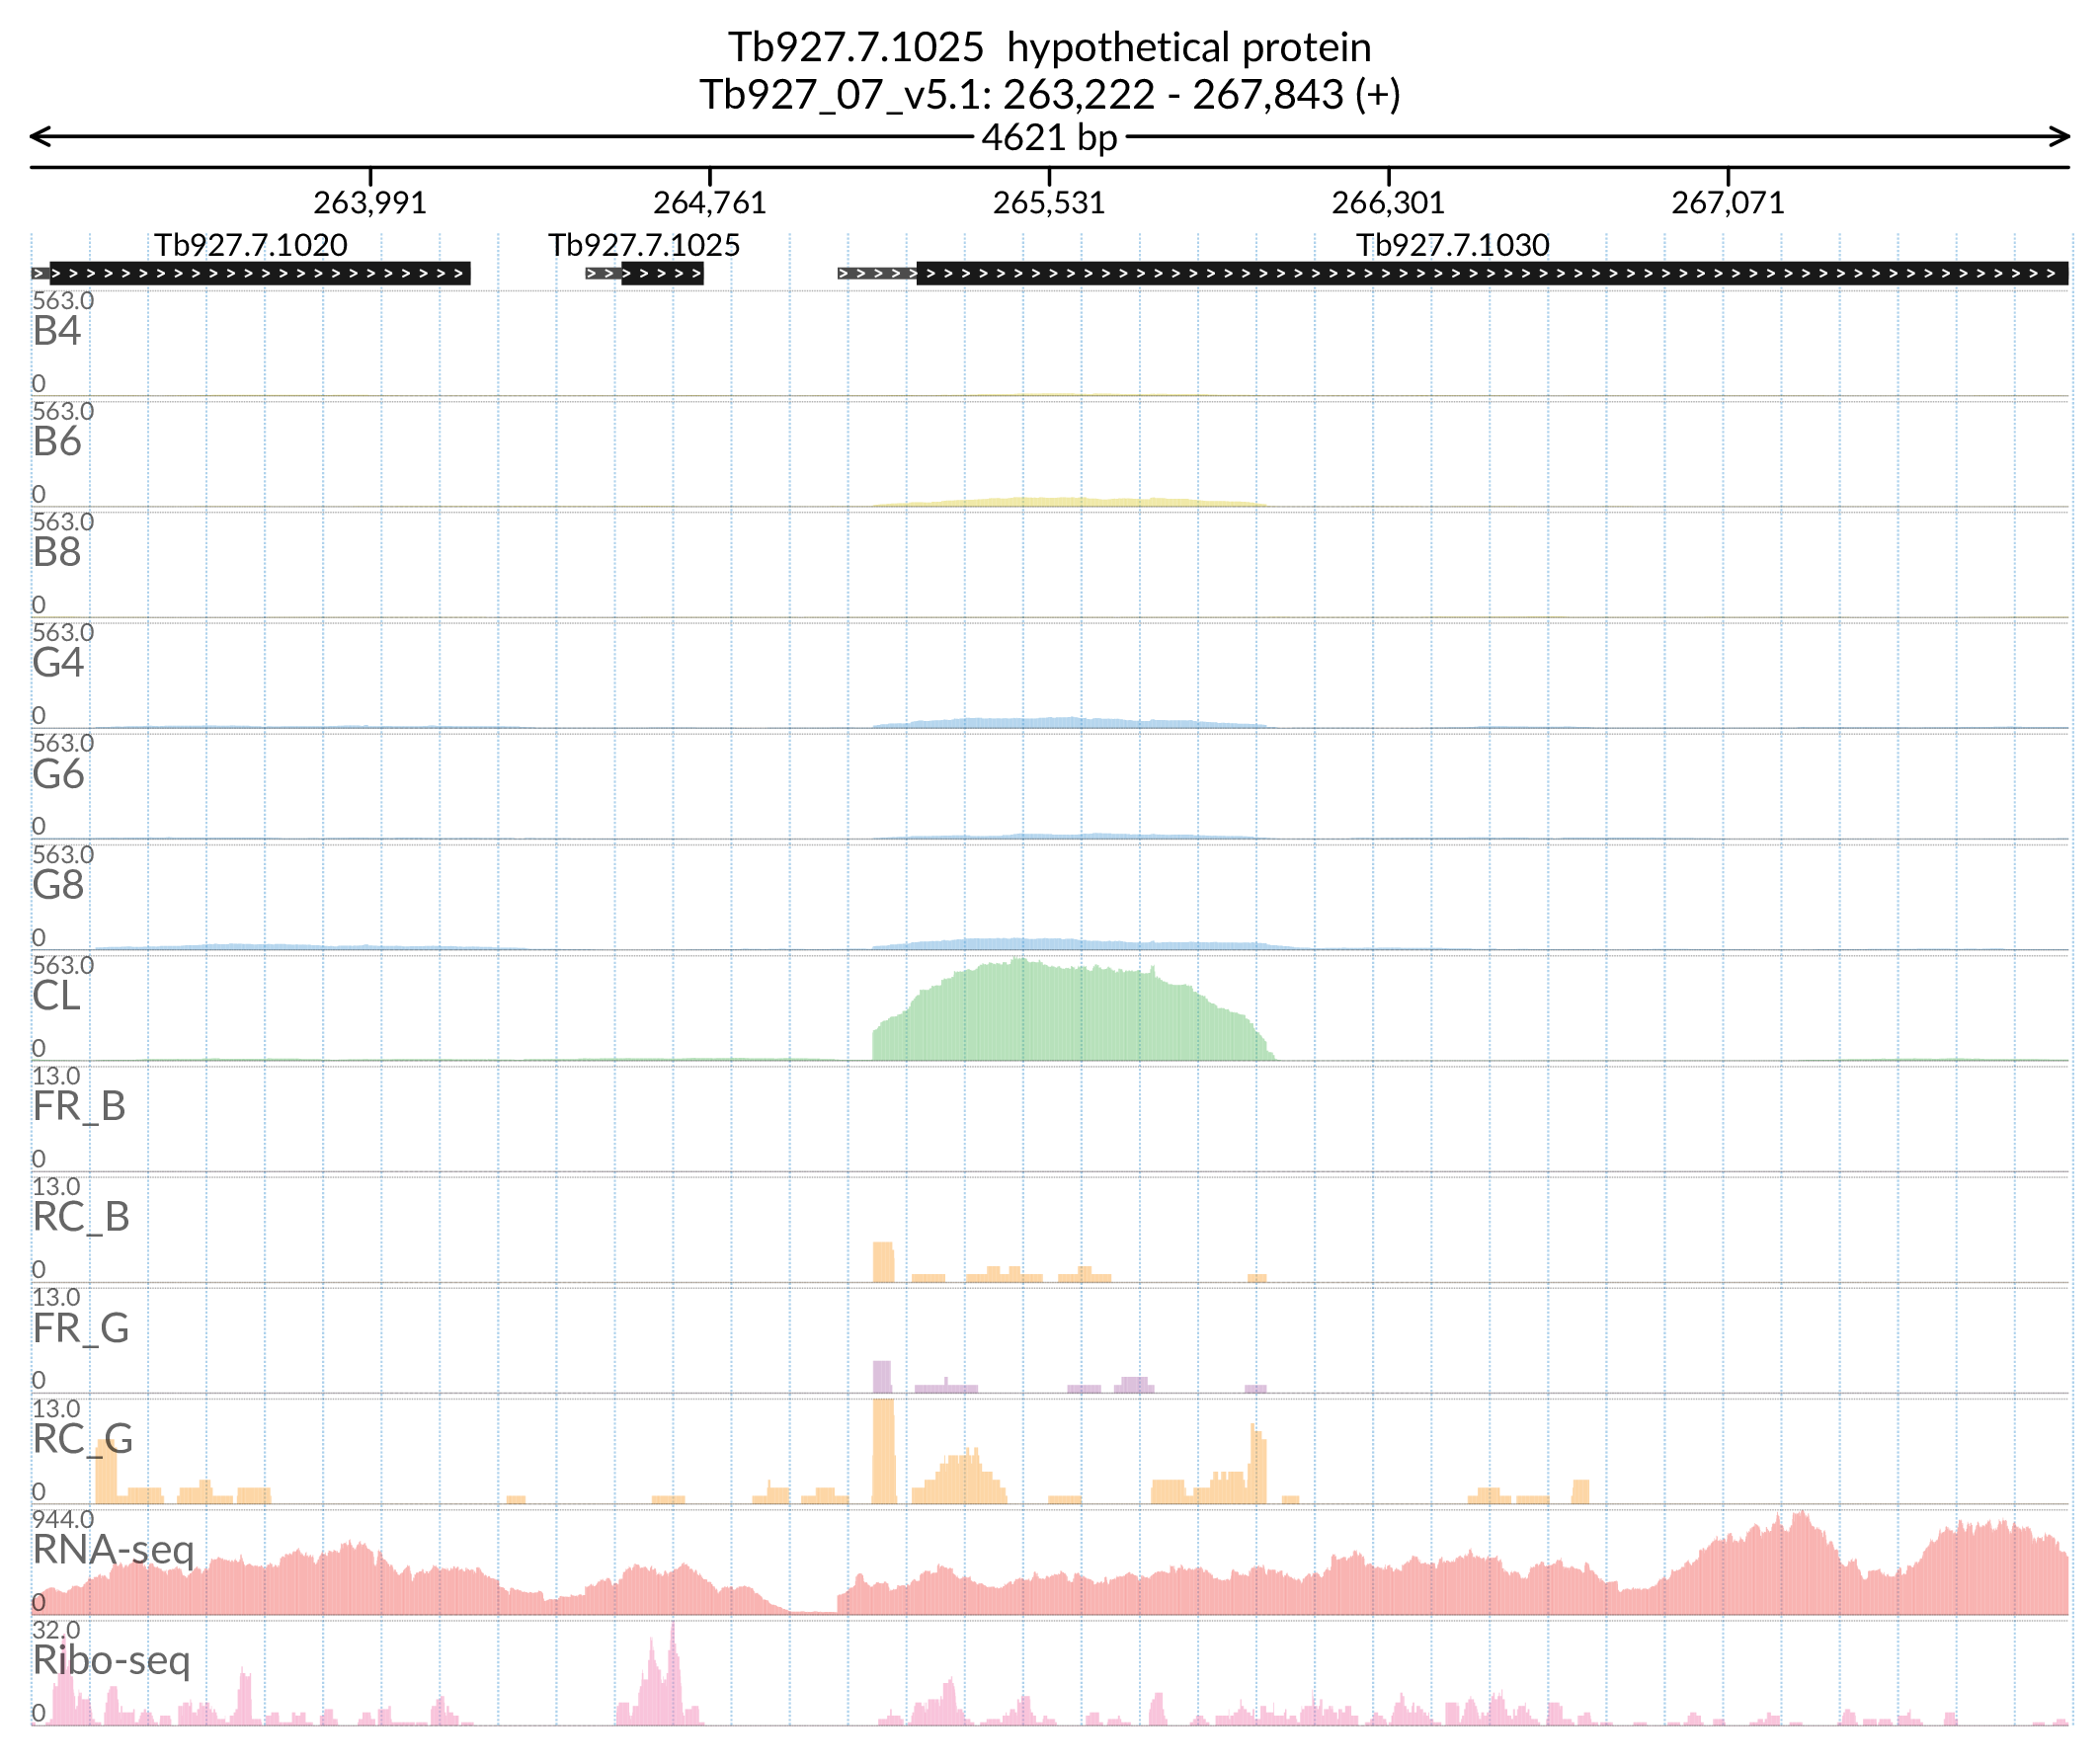 Tb927.7.1025  hypothetical protein
Tb927_07_v5.1: 263,222 - 267,843 (+)
4621 bp
263,991 264,761 265,531 266,301 267,071
Tb927.7.1020 Tb927.7.1025 Tb927.7.1030
563.0
B4
0
563.0
B6
0
563.0
B8
0
563.0
G4
0
563.0
G6
0
563.0
G8
0
563.0
CL
0
13.0
FR_B
0
13.0
RC_B
0
13.0
FR_G
0
13.0
RC_G
0
944.0
RNA-seq
0
32.0
Ribo-seq
0